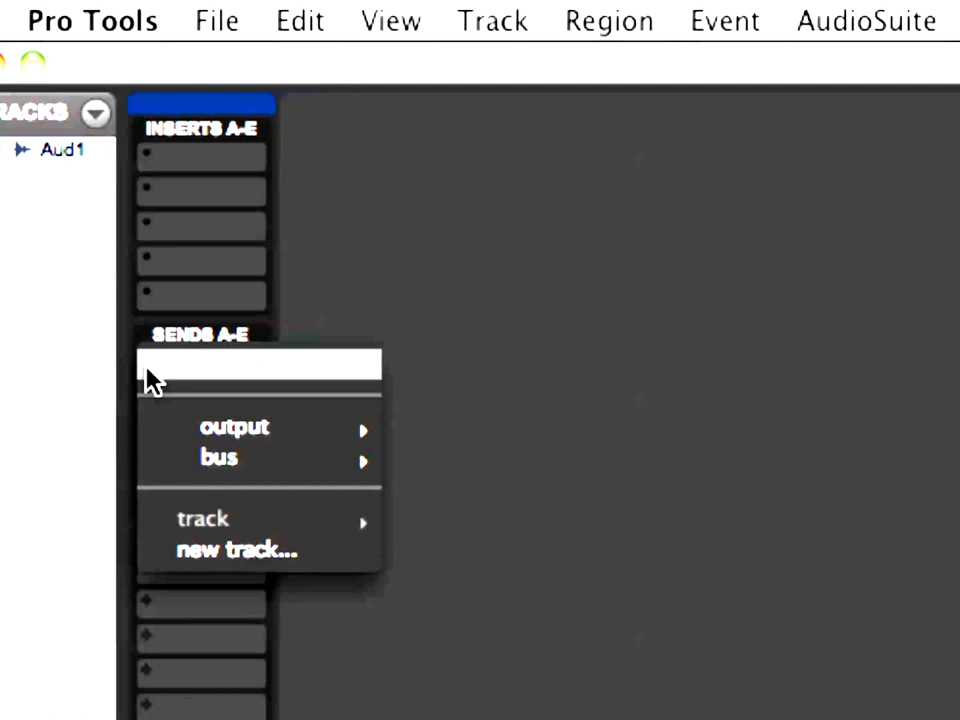 Pro Tools File Edit View Track Region Event AudioSuite
RACKS
Aud1
INSERTS A-E
SENDS A-E
output
bus
track
new track...